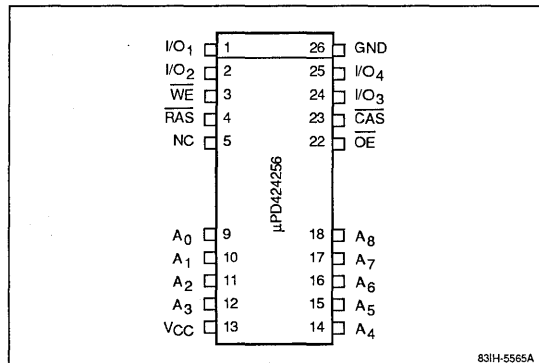 I/O1 1 26 GND
I/O2 2 25 I/O4
WE 3 24 I/O3
RAS 4 23 CAS
NC 5 22 OE
μPD424256
A0 9 18 A8
A1 10 17 A7
A2 11 16 A6
A3 12 15 A5
VCC 13 14 A4
83IH-5565A